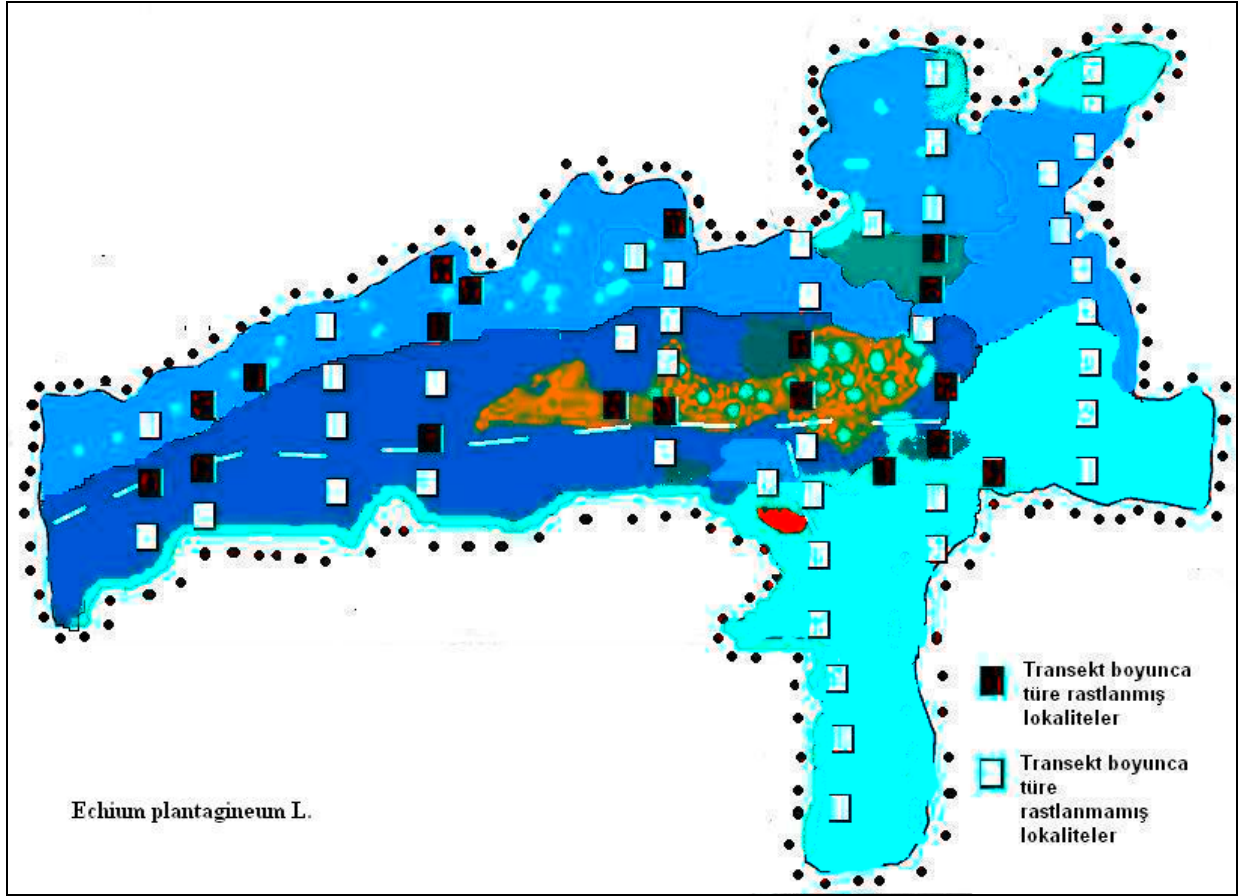 Transekt boyunca
türe rastlanmış
lokaliteler
Transekt boyunca
türe
rastlanmamış
lokaliteler
Echium plantagineum L.